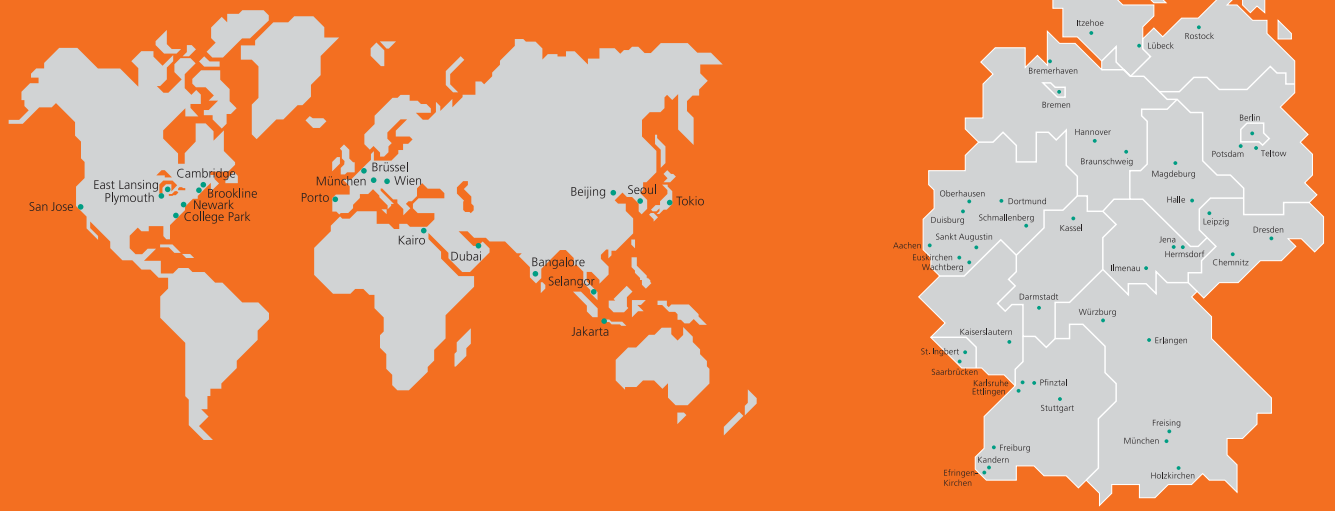 Cambridge
East Lansing
Plymouth
Brookline
Newark
College Park
San Jose
Brüssel
München
Wien
Porto
Kairo
Dubai
Bangalore
Selangor
Jakarta
Beijing
Seoul
Tokio
Itzehoe
Rostock
Lübeck
Bremerhaven
Bremen
Berlin
Hannover
Potsdam
Teltow
Braunschweig
Magdeburg
Oberhausen
Dortmund
Halle
Duisburg
Schmallenberg
Kassel
Leipzig
Dresden
Aachen
Sankt Augustin
Jena
Hermsdorf
Euskirchen
Wachtberg
Ilmenau
Chemnitz
Darmstadt
Würzburg
Kaiserslautern
Erlangen
St. Ingbert
Saarbrücken
Karlsruhe
Pfinztal
Ettlingen
Stuttgart
Freising
München
Freiburg
Kandern
Efringen-
Kirchen
Holzkirchen